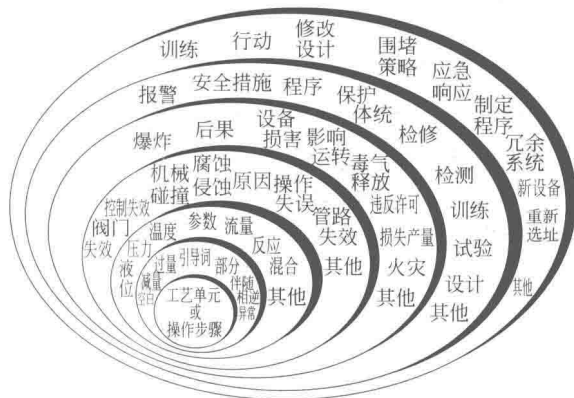 训练
行动
修改
设计
围堵
策略
应急
响应
制定
程序
冗余
系统
新设备
重新
选址
其他
报警
安全措施
程序
保护
体统
检修
检测
训练
试验
设计
其他
爆炸
后果
设备
损害
影响
运转
毒气
释放
违反许可
损失产量
火灾
其他
控制失效
阀门
失效
机械
碰撞
腐蚀
侵蚀
原因
操作
失误
管路
失效
其他
液
位
压力
温度
参数
流量
反应
混合
其他
空白
减量
过量
引导词
部分
伴随
相逆
异常
工艺单元
或
操作步骤